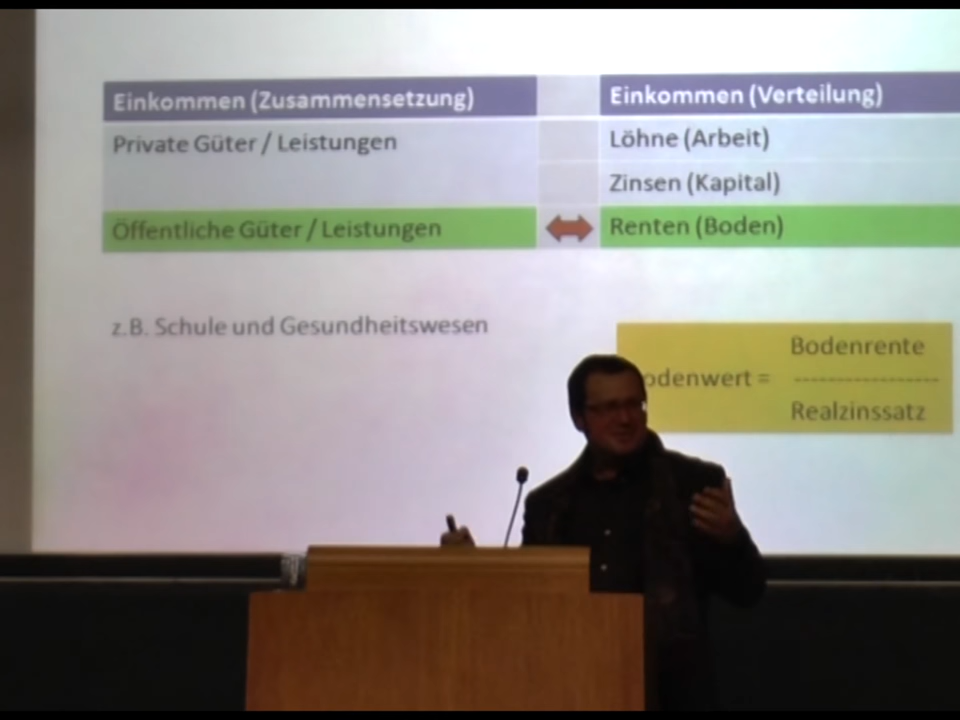 Einkommen (Zusammensetzung)
Einkommen (Verteilung)
Private Güter / Leistungen
Löhne (Arbeit)
Zinsen (Kapital)
Öffentliche Güter / Leistungen
Renten (Boden)
z.B. Schule und Gesundheitswesen
Bodenrente
odenwert = -----------------
Realzinssatz